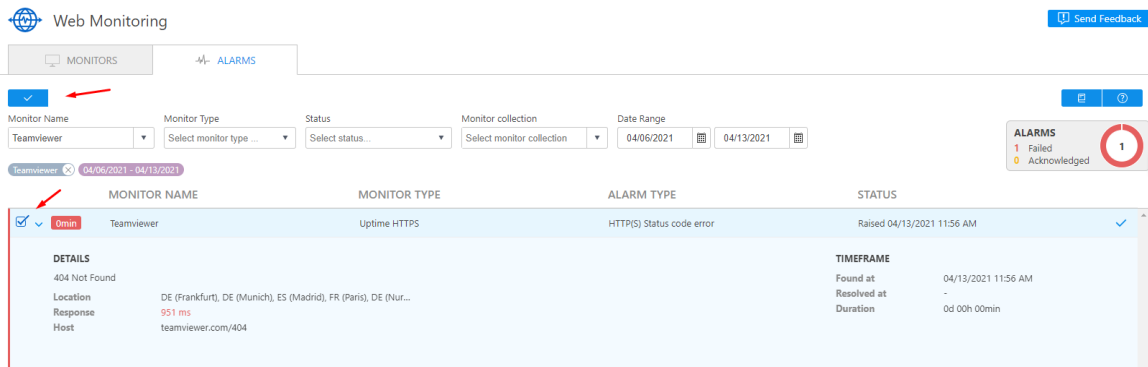 Web Monitoring
Send Feedback
MONITORS
ALARMS
Monitor Name
Monitor Type
Status
Monitor collection
Date Range
Teamviewer
Select monitor type ...
Select status...
Select monitor collection
04/06/2021
04/13/2021
ALARMS
1 Failed
0 Acknowledged
1
Teamviewer
04/06/2021 - 04/13/2021
MONITOR NAME
MONITOR TYPE
ALARM TYPE
STATUS
0min
Teamviewer
Uptime HTTPS
HTTP(S) Status code error
Raised 04/13/2021 11:56 AM
DETAILS
404 Not Found
Location DE (Frankfurt), DE (Munich), ES (Madrid), FR (Paris), DE (Nur...
Response 951 ms
Host teamviewer.com/404
TIMEFRAME
Found at 04/13/2021 11:56 AM
Resolved at -
Duration 0d 00h 00min